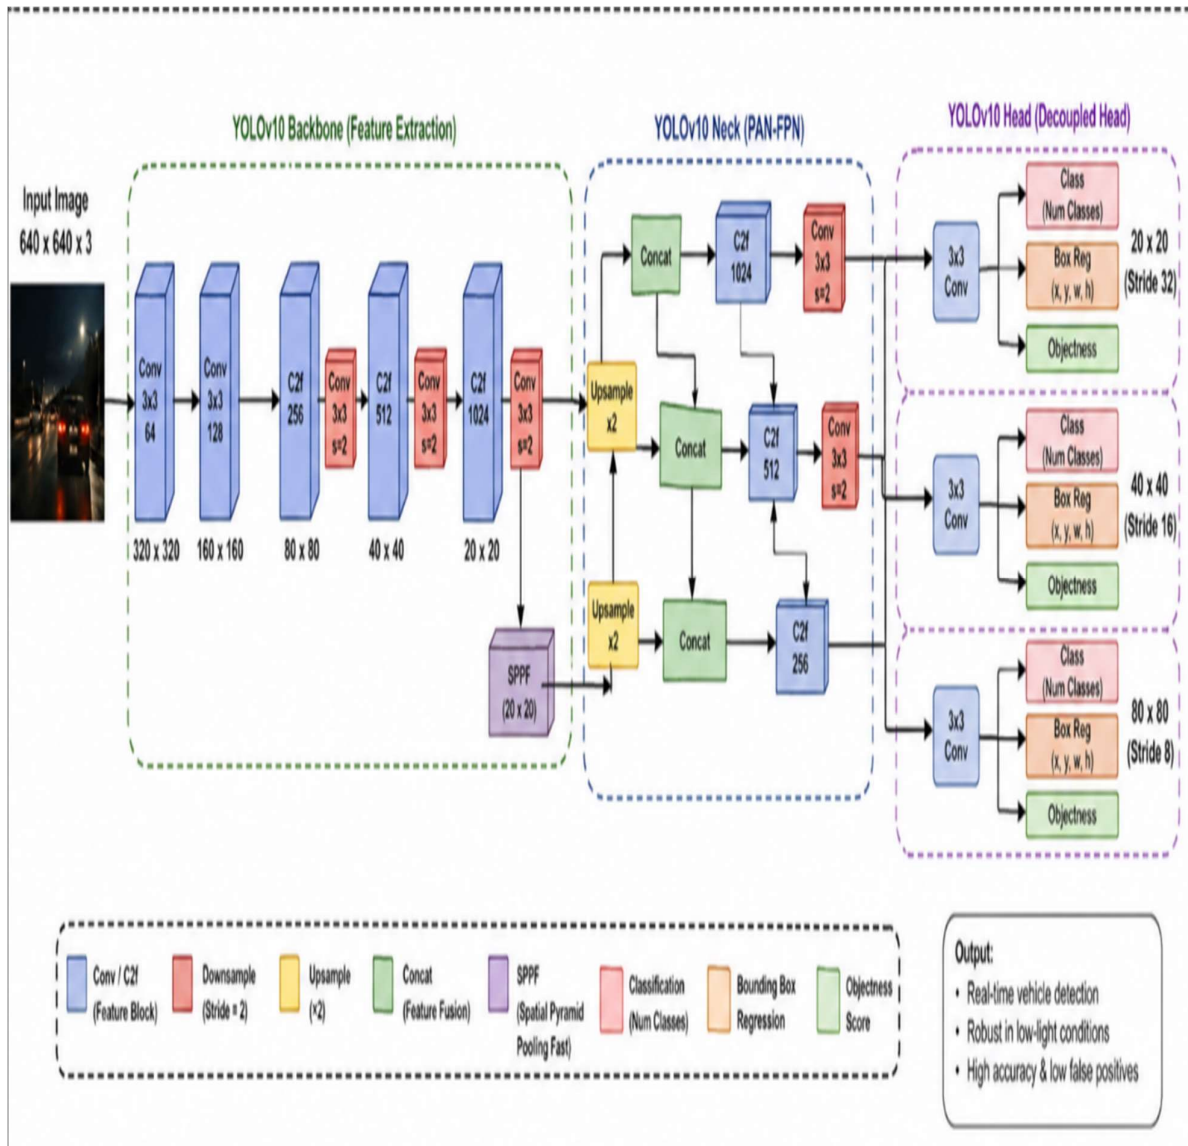 YOLOv10 Backbone (Feature Extraction)
YOLOv10 Neck (PAN-FPN)
YOLOv10 Head (Decoupled Head)
Input Image
640 x 640 x 3
Conv
3x3
64
320 x 320
Conv
3x3
128
160 x 160
C2f
256
80 x 80
Conv
3x3
s=2
C2f
512
40 x 40
Conv
3x3
s=2
C2f
1024
20 x 20
Conv
3x3
s=2
SPPF
(20 x 20)
Upsample
x2
Upsample
x2
Concat
C2f
1024
Conv
3x3
s=2
Concat
C2f
512
Conv
3x3
s=2
Concat
C2f
256
3x3
Conv
Class
(Num Classes)
Box Reg
(x, y, w, h)
Objectness
20 x 20
(Stride 32)
3x3
Conv
Class
(Num Classes)
Box Reg
(x, y, w, h)
Objectness
40 x 40
(Stride 16)
3x3
Conv
Class
(Num Classes)
Box Reg
(x, y, w, h)
Objectness
80 x 80
(Stride 8)
Conv / C2f
(Feature Block)
Downsample
(Stride = 2)
Upsample
(×2)
Concat
(Feature Fusion)
SPPF
(Spatial Pyramid
Pooling Fast)
Classification
(Num Classes)
Bounding Box
Regression
Objectness
Score
Output:
• Real-time vehicle detection
• Robust in low-light conditions
• High accuracy & low false positives